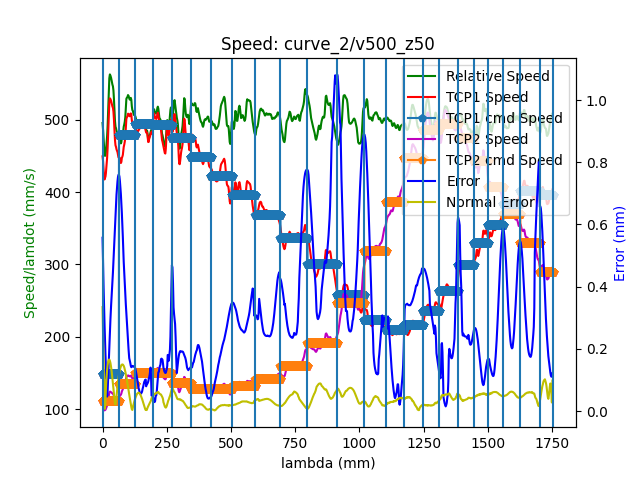 Speed: curve_2/v500_z50
Relative Speed
TCP1 Speed
TCP1 cmd Speed
TCP2 Speed
TCP2 cmd Speed
Error
Normal Error
Speed/lamdot (mm/s)
500
400
300
200
100
1.0
0.8
0.6
0.4
0.2
0.0
Error (mm)
0 250 500 750 1000 1250 1500 1750
lambda (mm)